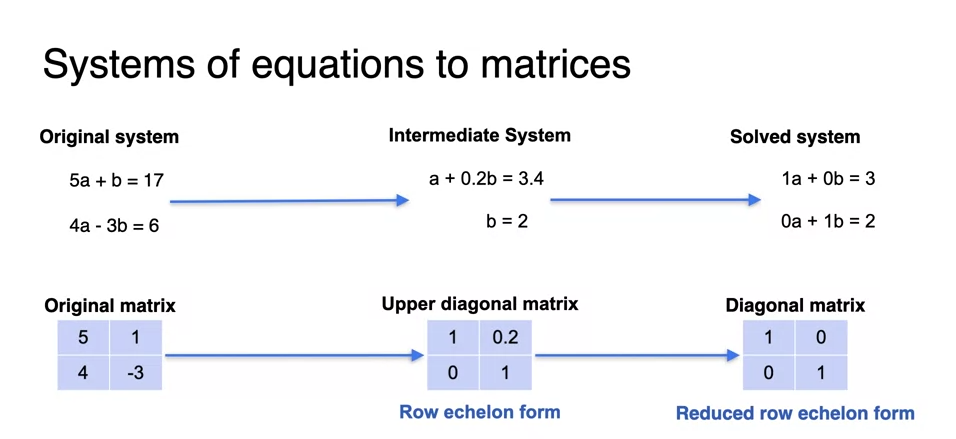 Systems of equations to matrices
Original system
Intermediate System
Solved system
5a + b = 17
a + 0.2b = 3.4
1a + 0b = 3
4a - 3b = 6
b = 2
0a + 1b = 2
Original matrix
Upper diagonal matrix
Diagonal matrix
5 1
1 0.2
1 0
4 -3
0 1
0 1
Row echelon form
Reduced row echelon form